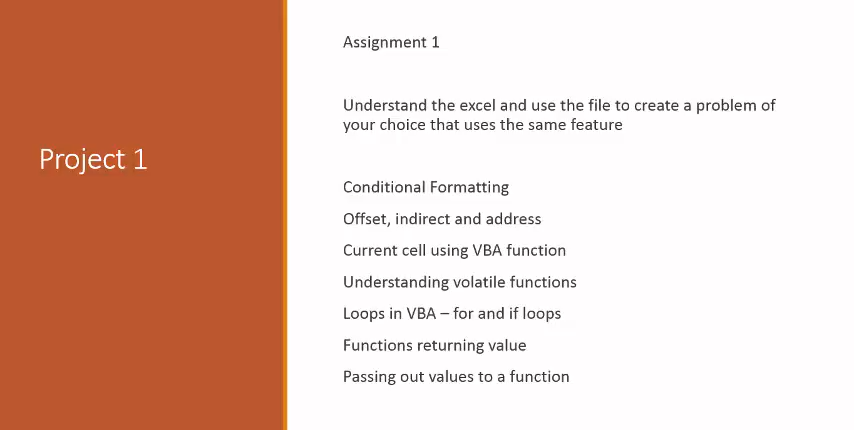 Project 1
Assignment 1
Understand the excel and use the file to create a problem of
your choice that uses the same feature
Conditional Formatting
Offset, indirect and address
Current cell using VBA function
Understanding volatile functions
Loops in VBA – for and if loops
Functions returning value
Passing out values to a function